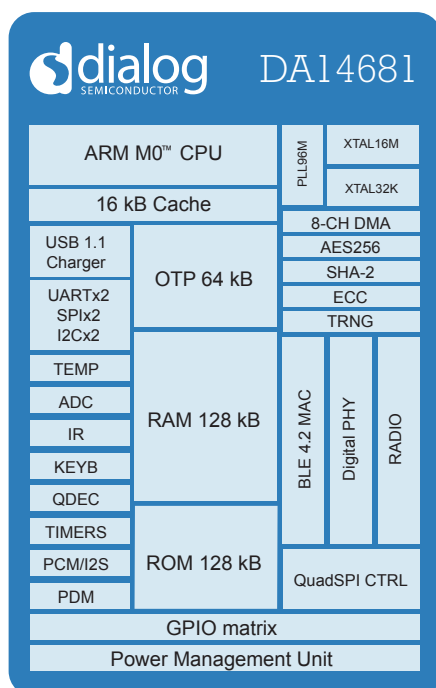 dialog
SEMICONDUCTOR
DA14681
ARM M0™ CPU
16 kB Cache
PLL96M
XTAL16M
XTAL32K
USB 1.1
Charger
UARTx2
SPIx2
I2Cx2
TEMP
ADC
IR
KEYB
QDEC
TIMERS
PCM/I2S
PDM
OTP 64 kB
RAM 128 kB
ROM 128 kB
8-CH DMA
AES256
SHA-2
ECC
TRNG
BLE 4.2 MAC
Digital PHY
RADIO
QuadSPI CTRL
GPIO matrix
Power Management Unit